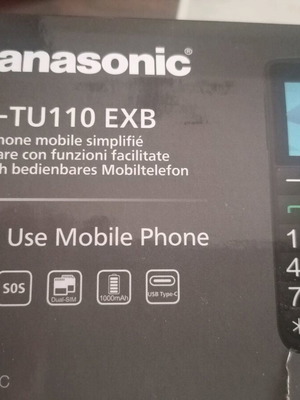 anasonic
-TU110 EXB
hone mobile simplifié
are con funzioni facilitate
h bedienbares Mobiltelefon
Use Mobile Phone
SOS
Dual-SIM
1000mAh
USB Type-C
C
1
4
7
*